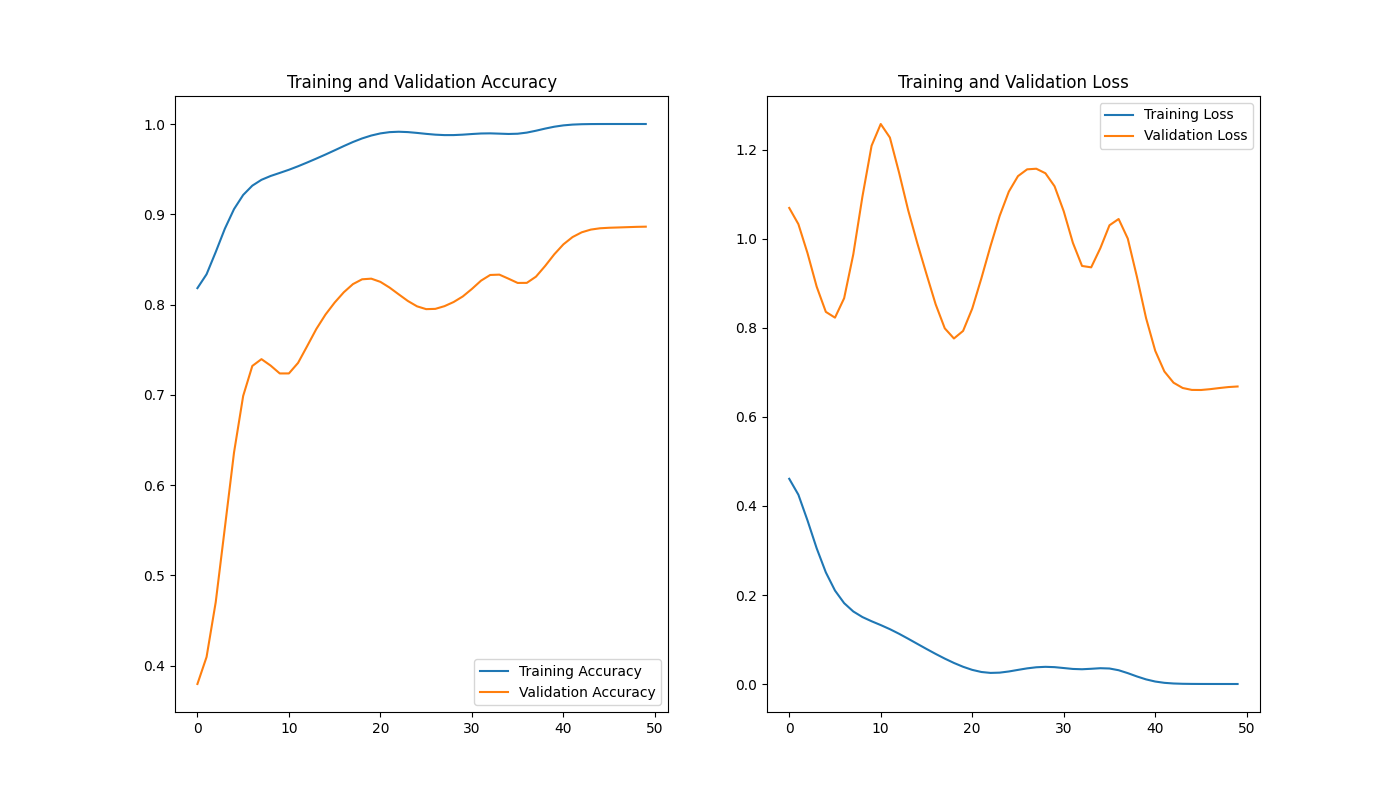 Training and Validation Accuracy
1.0
0.9
0.8
0.7
0.6
0.5
0.4
0 10 20 30 40 50
Training Accuracy
Validation Accuracy
Training and Validation Loss
1.2
1.0
0.8
0.6
0.4
0.2
0.0
0 10 20 30 40 50
Training Loss
Validation Loss